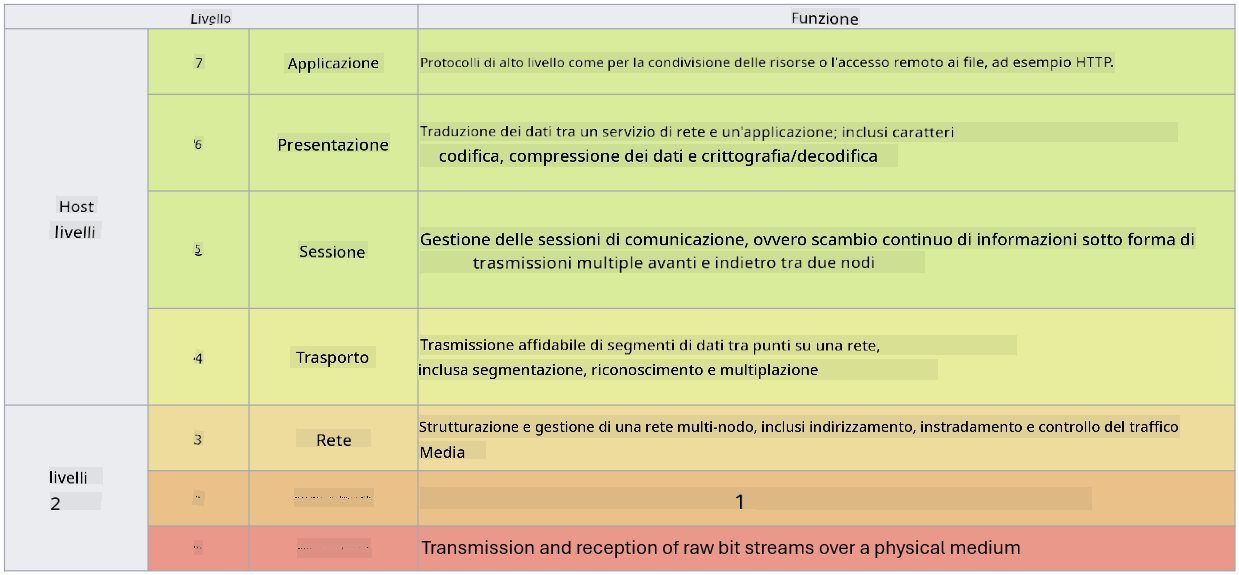 Livello
Funzione
Host
livelli
7
Applicazione
Protocolli di alto livello come per la condivisione delle risorse o l'accesso remoto ai file, ad esempio HTTP.
6
Presentazione
Traduzione dei dati tra un servizio di rete e un'applicazione; inclusi caratteri
codifica, compressione dei dati e crittografia/decodifica
5
Sessione
Gestione delle sessioni di comunicazione, ovvero scambio continuo di informazioni sotto forma di
trasmissioni multiple avanti e indietro tra due nodi
4
Trasporto
Trasmissione affidabile di segmenti di dati tra punti su una rete,
inclusa segmentazione, riconoscimento e multiplazione
livelli
2
3
Rete
Strutturazione e gestione di una rete multi-nodo, inclusi indirizzamento, instradamento e controllo del traffico
Media
1
Transmission and reception of raw bit streams over a physical medium